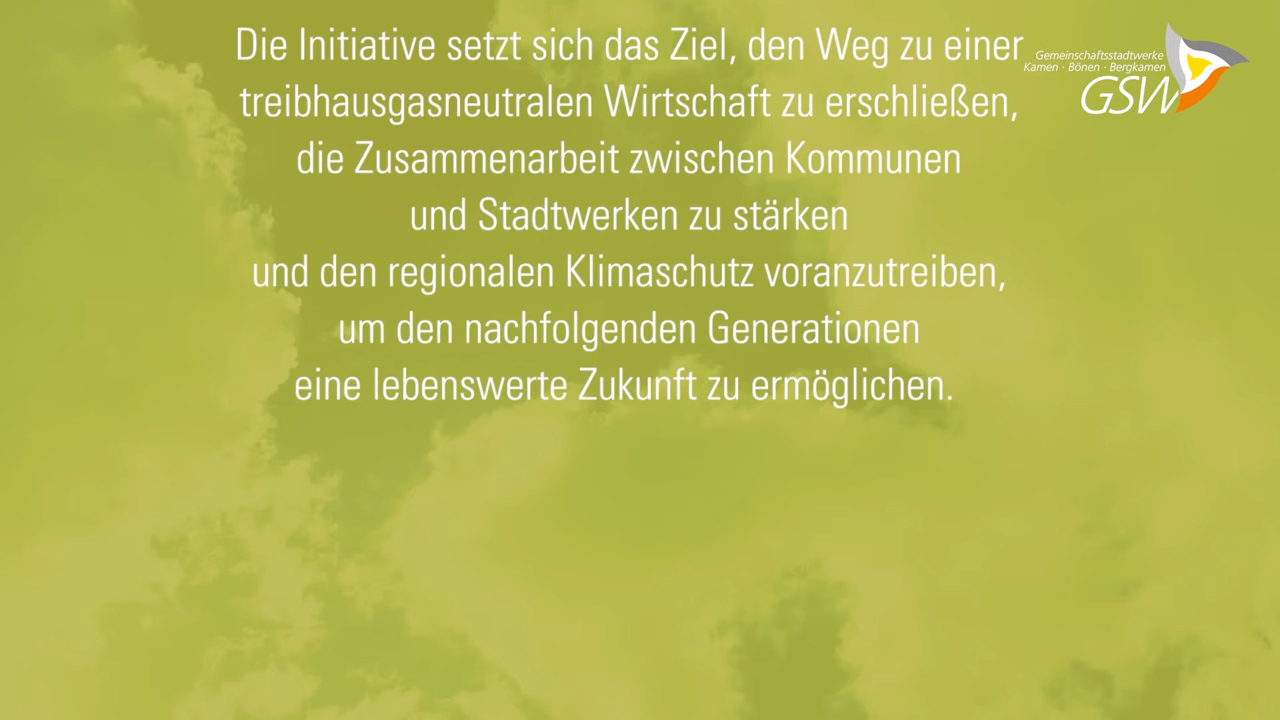 Die Initiative setzt sich das Ziel, den Weg zu einer
treibhausgasneutralen Wirtschaft zu erschließen,
die Zusammenarbeit zwischen Kommunen
und Stadtwerken zu stärken
und den regionalen Klimaschutz voranzutreiben,
um den nachfolgenden Generationen
eine lebenswerte Zukunft zu ermöglichen.
Gemeinschaftsstadtwerke
Kamen · Bönen · Bergkamen
GSW